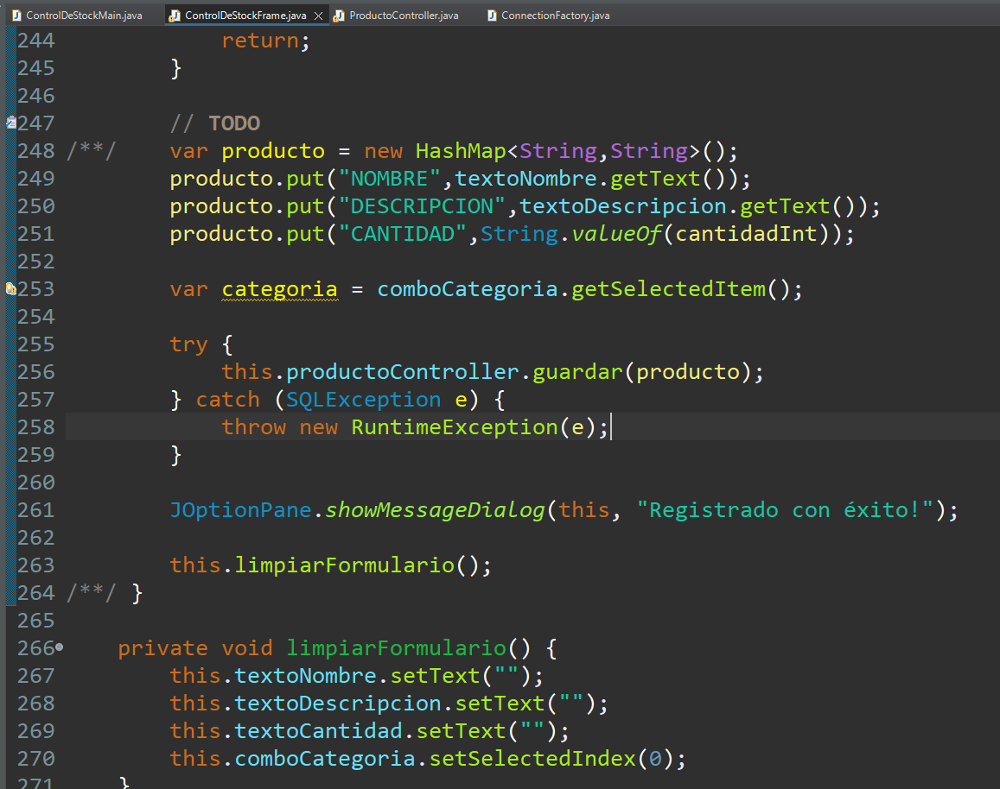 ControlDeStockMain.java ControlDeStockFrame.java ProductoController.java ConnectionFactory.java
244 return;
245 }
246
247 // TODO
248 /**/ var producto = new HashMap<String,String>();
249 producto.put("NOMBRE",textoNombre.getText());
250 producto.put("DESCRIPCION",textoDescripcion.getText());
251 producto.put("CANTIDAD",String.valueOf(cantidadInt));
252
253 var categoria = comboCategoria.getSelectedItem();
254
255 try {
256 this.productoController.guardar(producto);
257 } catch (SQLException e) {
258 throw new RuntimeException(e);
259 }
260
261 JOptionPane.showMessageDialog(this, "Registrado con éxito!");
262
263 this.limpiarFormulario();
264 /**/ }
265
266 private void limpiarFormulario() {
267 this.textoNombre.setText("");
268 this.textoDescripcion.setText("");
269 this.textoCantidad.setText("");
270 this.comboCategoria.setSelectedIndex(0);
271 }